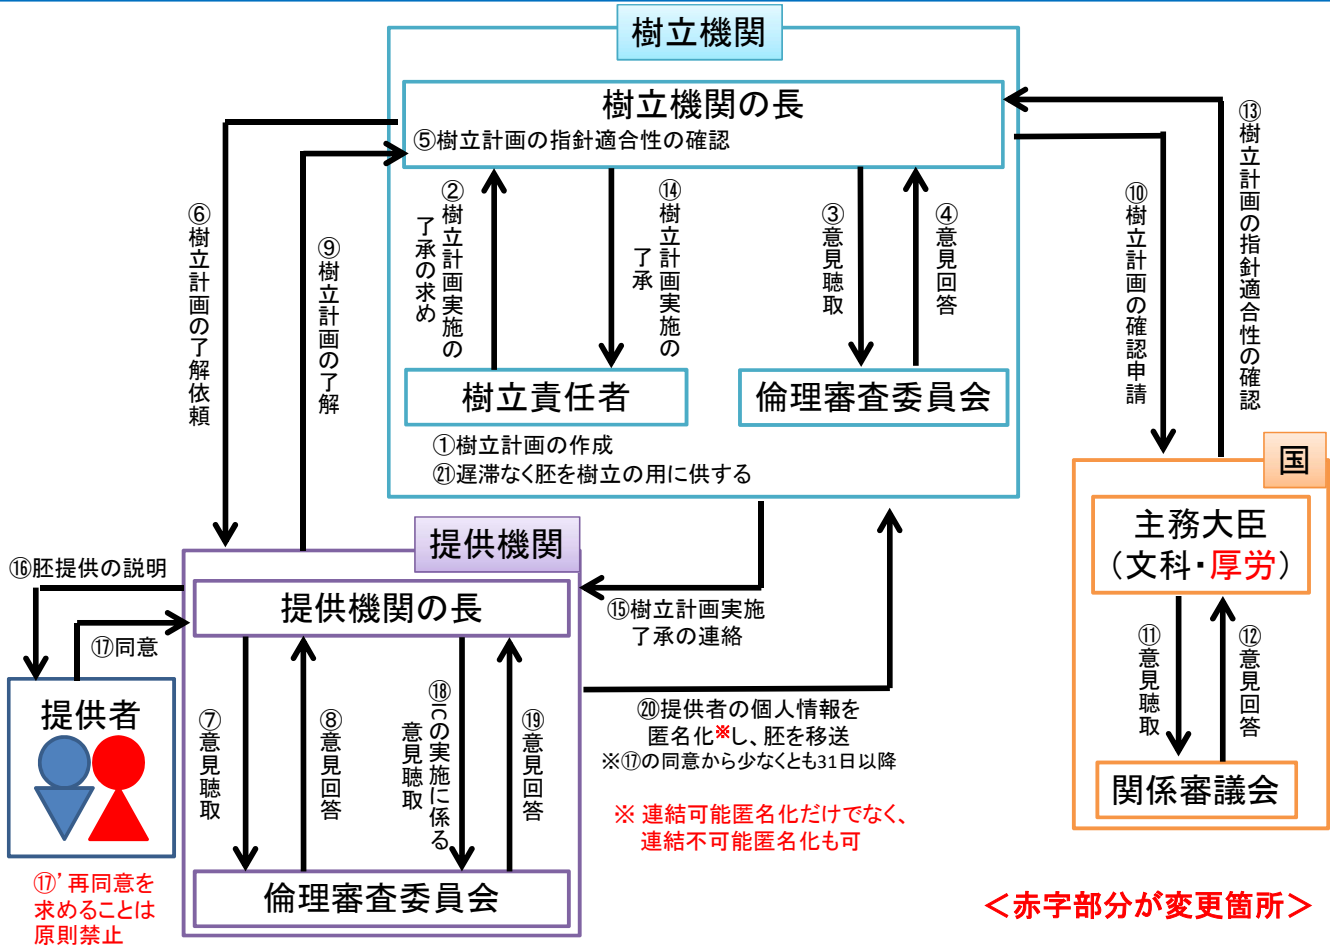 樹立機関
樹立機関の長
⑤樹立計画の指針適合性の確認
⑥樹立計画の了解依頼
⑨樹立計画の了解
②樹立計画実施の
了承の求め
⑭樹立計画実施の
了承
③意見聴取
④意見回答
⑩樹立計画の確認申請
⑬樹立計画の指針適合性の確認
樹立責任者
倫理審査委員会
①樹立計画の作成
㉑遅滞なく胚を樹立の用に供する
国
主務大臣
（文科・厚労）
⑪意見聴取
⑫意見回答
関係審議会
提供機関
提供機関の長
⑯胚提供の説明
⑰同意
提供者
⑰’再同意を
求めることは
原則禁止
⑦意見聴取
⑧意見回答
⑱ICの実施に係る
意見聴取
⑲意見回答
倫理審査委員会
⑮樹立計画実施
了承の連絡
⑳提供者の個人情報を
匿名化※し、胚を移送
※⑰の同意から少なくとも31日以降
※ 連結可能匿名化だけでなく、
連結不可能匿名化も可
＜赤字部分が変更箇所＞